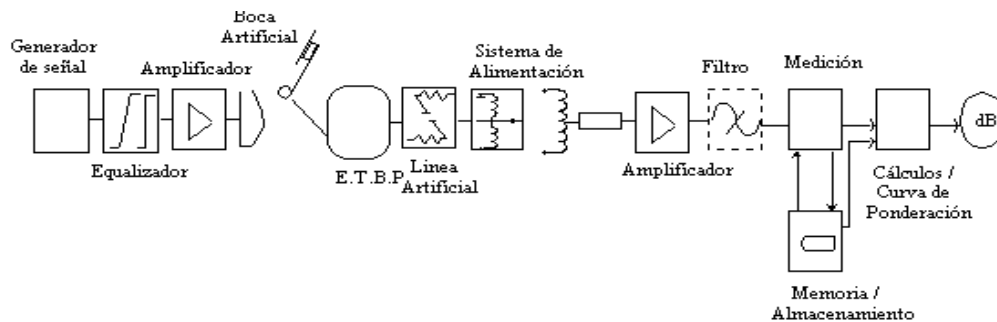 Boca
Artificial
Generador
de señal
Amplificador
Sistema de
Alimentación
Filtro
Medición
dB
Equalizador
E.T.B.P
Linea
Artificial
Amplificador
Cálculos /
Curva de
Ponderación
Memoria /
Almacenamiento